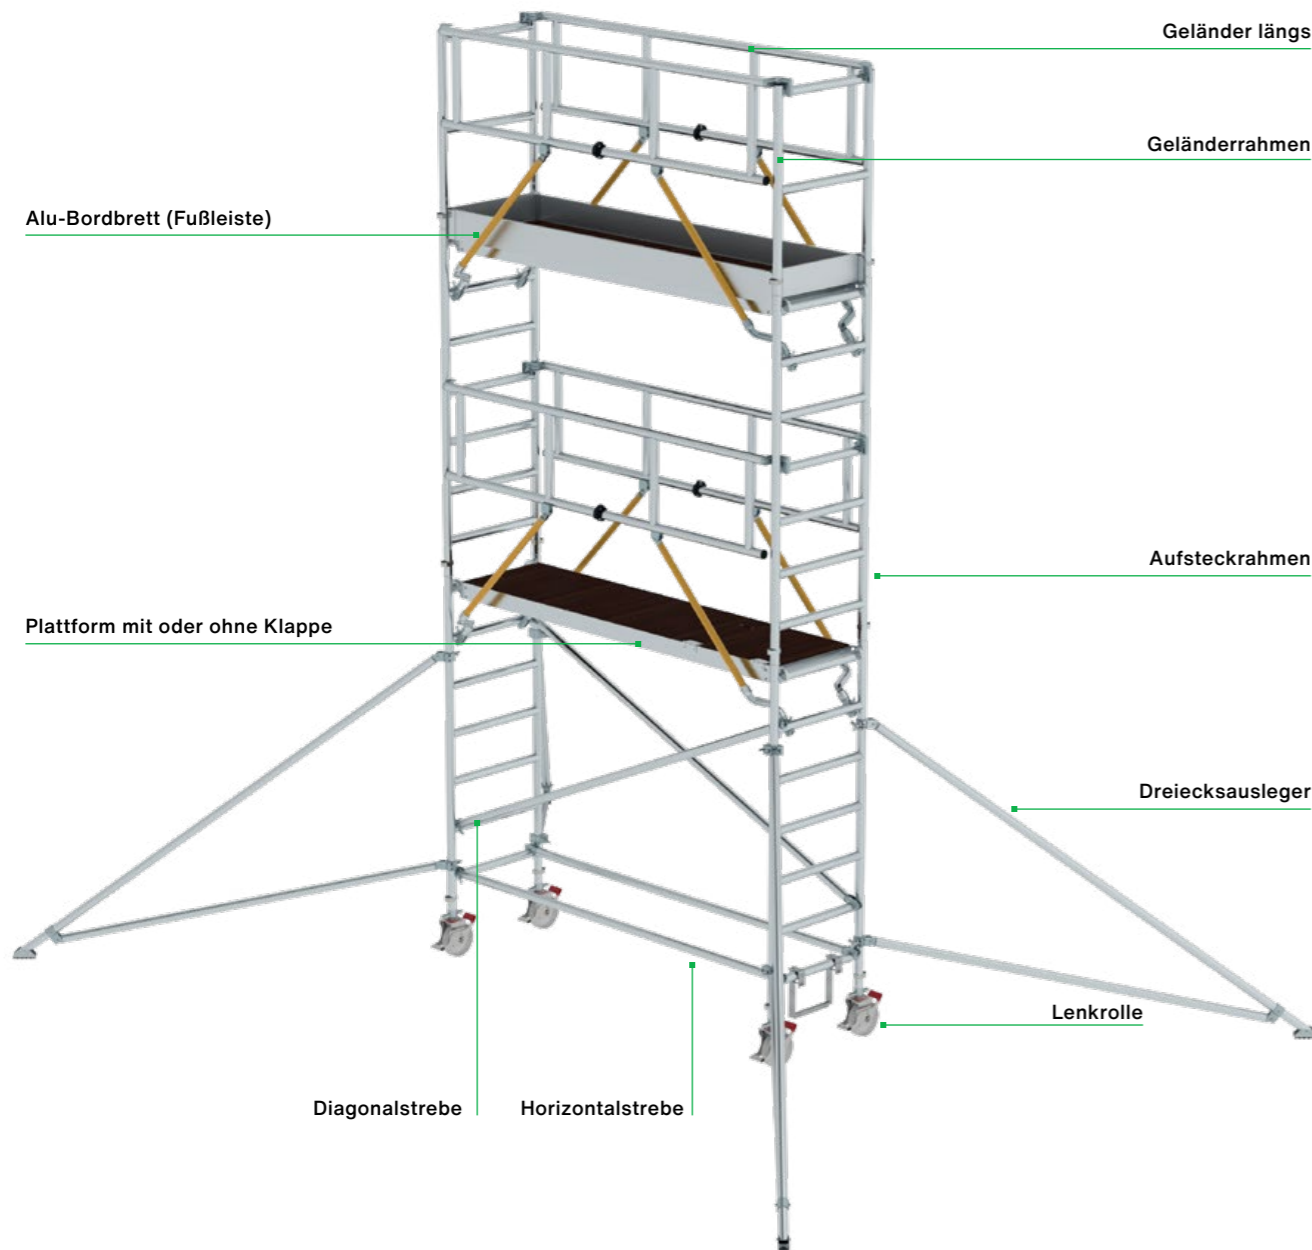 Geländer längs
Geländerrahmen
Alu-Bordbrett (Fußleiste)
Aufsteckrahmen
Plattform mit oder ohne Klappe
Dreiecksausleger
Lenkrolle
Diagonalstrebe
Horizontalstrebe